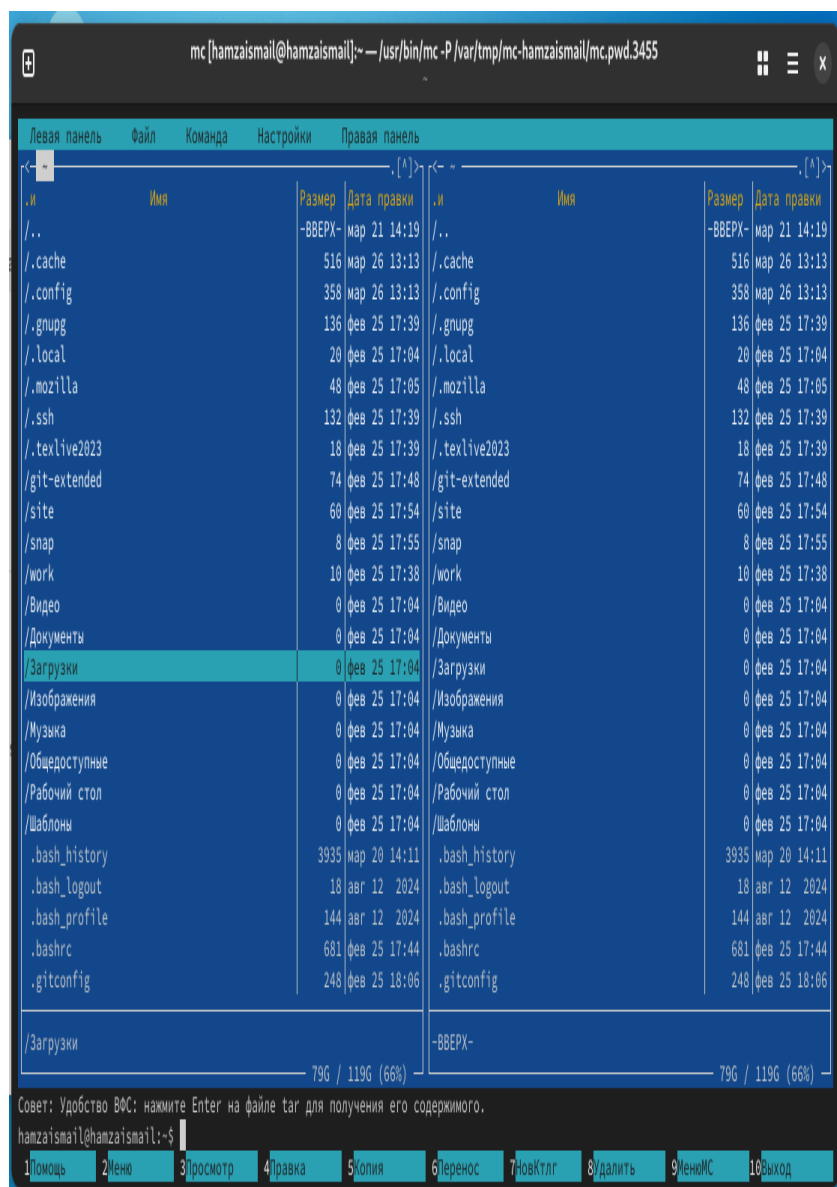 mc [hamzaismail@hamzaismail]:~ — /usr/bin/mc -P /var/tmp/mc-hamzaismail/mc.pwd.3455
~
Левая панель Файл Команда Настройки Правая панель
<- ~ .[^]> <- ~ .[^]>
.и Имя Размер Дата правки .и Имя Размер Дата правки
/.. -ВВЕРХ- мар 21 14:19 /.. -ВВЕРХ- мар 21 14:19
/.cache 516 мар 26 13:13 /.cache 516 мар 26 13:13
/.config 358 мар 26 13:13 /.config 358 мар 26 13:13
/.gnupg 136 фев 25 17:39 /.gnupg 136 фев 25 17:39
/.local 20 фев 25 17:04 /.local 20 фев 25 17:04
/.mozilla 48 фев 25 17:05 /.mozilla 48 фев 25 17:05
/.ssh 132 фев 25 17:39 /.ssh 132 фев 25 17:39
/.texlive2023 18 фев 25 17:39 /.texlive2023 18 фев 25 17:39
/git-extended 74 фев 25 17:48 /git-extended 74 фев 25 17:48
/site 60 фев 25 17:54 /site 60 фев 25 17:54
/snap 8 фев 25 17:55 /snap 8 фев 25 17:55
/work 10 фев 25 17:38 /work 10 фев 25 17:38
/Видео 0 фев 25 17:04 /Видео 0 фев 25 17:04
/Документы 0 фев 25 17:04 /Документы 0 фев 25 17:04
/Загрузки 0 фев 25 17:04 /Загрузки 0 фев 25 17:04
/Изображения 0 фев 25 17:04 /Изображения 0 фев 25 17:04
/Музыка 0 фев 25 17:04 /Музыка 0 фев 25 17:04
/Общедоступные 0 фев 25 17:04 /Общедоступные 0 фев 25 17:04
/Рабочий стол 0 фев 25 17:04 /Рабочий стол 0 фев 25 17:04
/Шаблоны 0 фев 25 17:04 /Шаблоны 0 фев 25 17:04
.bash_history 3935 мар 20 14:11 .bash_history 3935 мар 20 14:11
.bash_logout 18 авг 12 2024 .bash_logout 18 авг 12 2024
.bash_profile 144 авг 12 2024 .bash_profile 144 авг 12 2024
.bashrc 681 фев 25 17:44 .bashrc 681 фев 25 17:44
.gitconfig 248 фев 25 18:06 .gitconfig 248 фев 25 18:06
/Загрузки -ВВЕРХ-
79G / 119G (66%) 79G / 119G (66%)
Совет: Удобство ВФС: нажмите Enter на файле tar для получения его содержимого.
hamzaismail@hamzaismail:~$
1Помощь 2Меню 3Просмотр 4Правка 5Копия 6Перенос 7НовКтлг 8Удалить 9МенюМС 10Выход